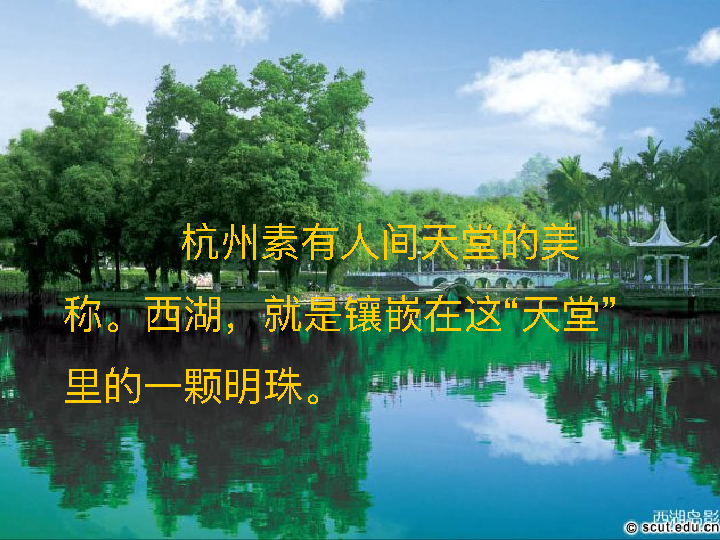 杭州素有人间天堂的美
称。西湖，就是镶嵌在这“天堂”
里的一颗明珠。
西湖岛影
© scut.edu.cn